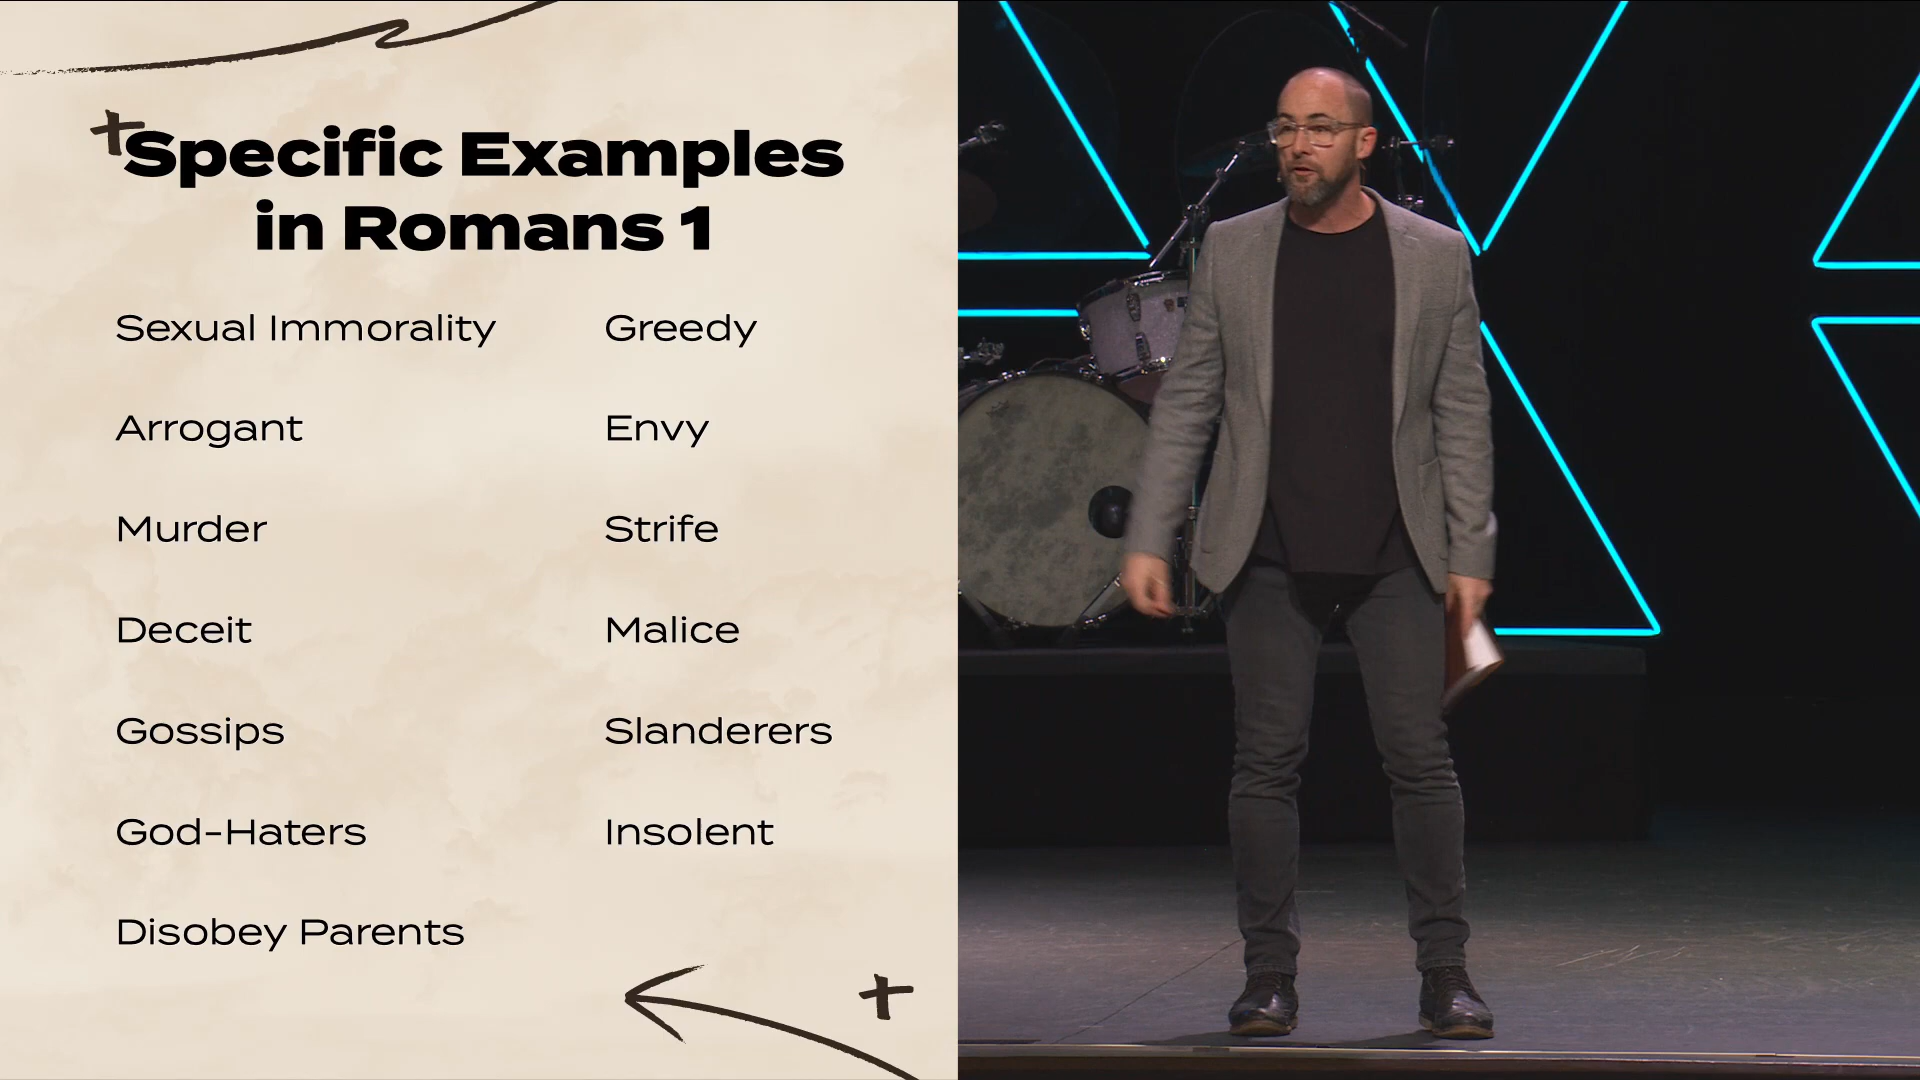 Specific Examples
in Romans 1
Sexual Immorality
Arrogant
Murder
Deceit
Gossips
God-Haters
Disobey Parents
Greedy
Envy
Strife
Malice
Slanderers
Insolent